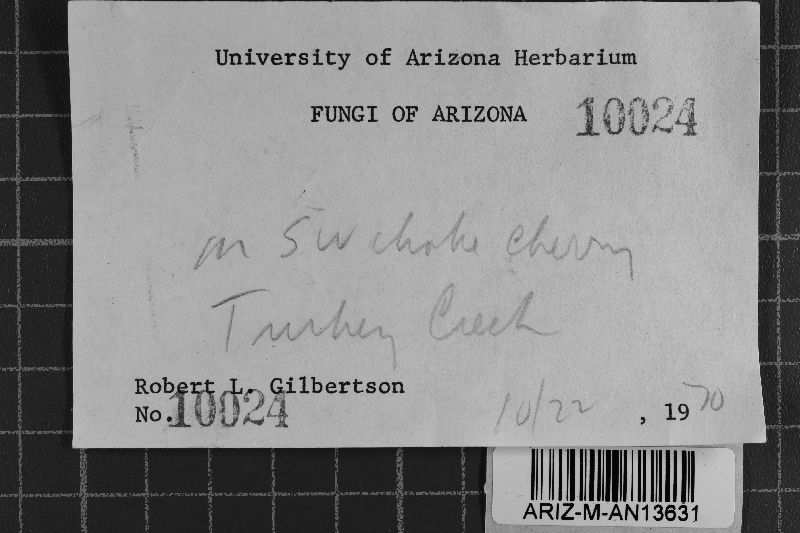 University of Arizona Herbarium
FUNGI OF ARIZONA 10024
on SW choke cherry
Turkey Creek
Robert L. Gilbertson
No. 10024 10/22, 1970
ARIZ-M-AN13631